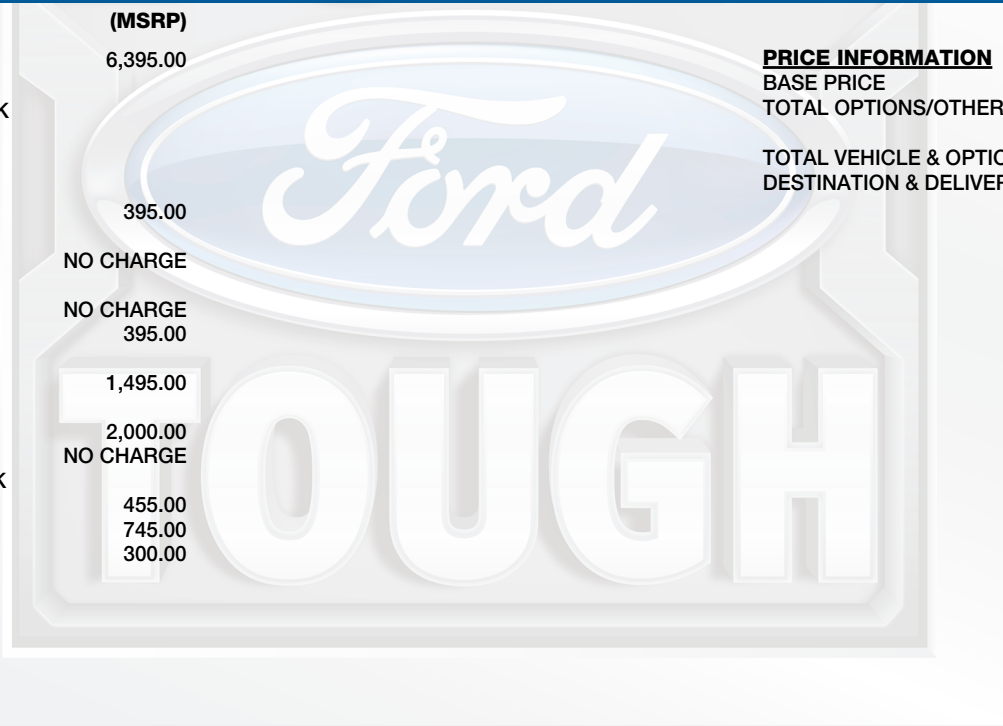 (MSRP)
6,395.00
K
395.00
NO CHARGE
NO CHARGE
395.00
1,495.00
2,000.00
NO CHARGE
K
455.00
745.00
300.00
PRICE INFORMATION
BASE PRICE
TOTAL OPTIONS/OTHER
TOTAL VEHICLE & OPTIO
DESTINATION & DELIVER
Ford
TOUGH